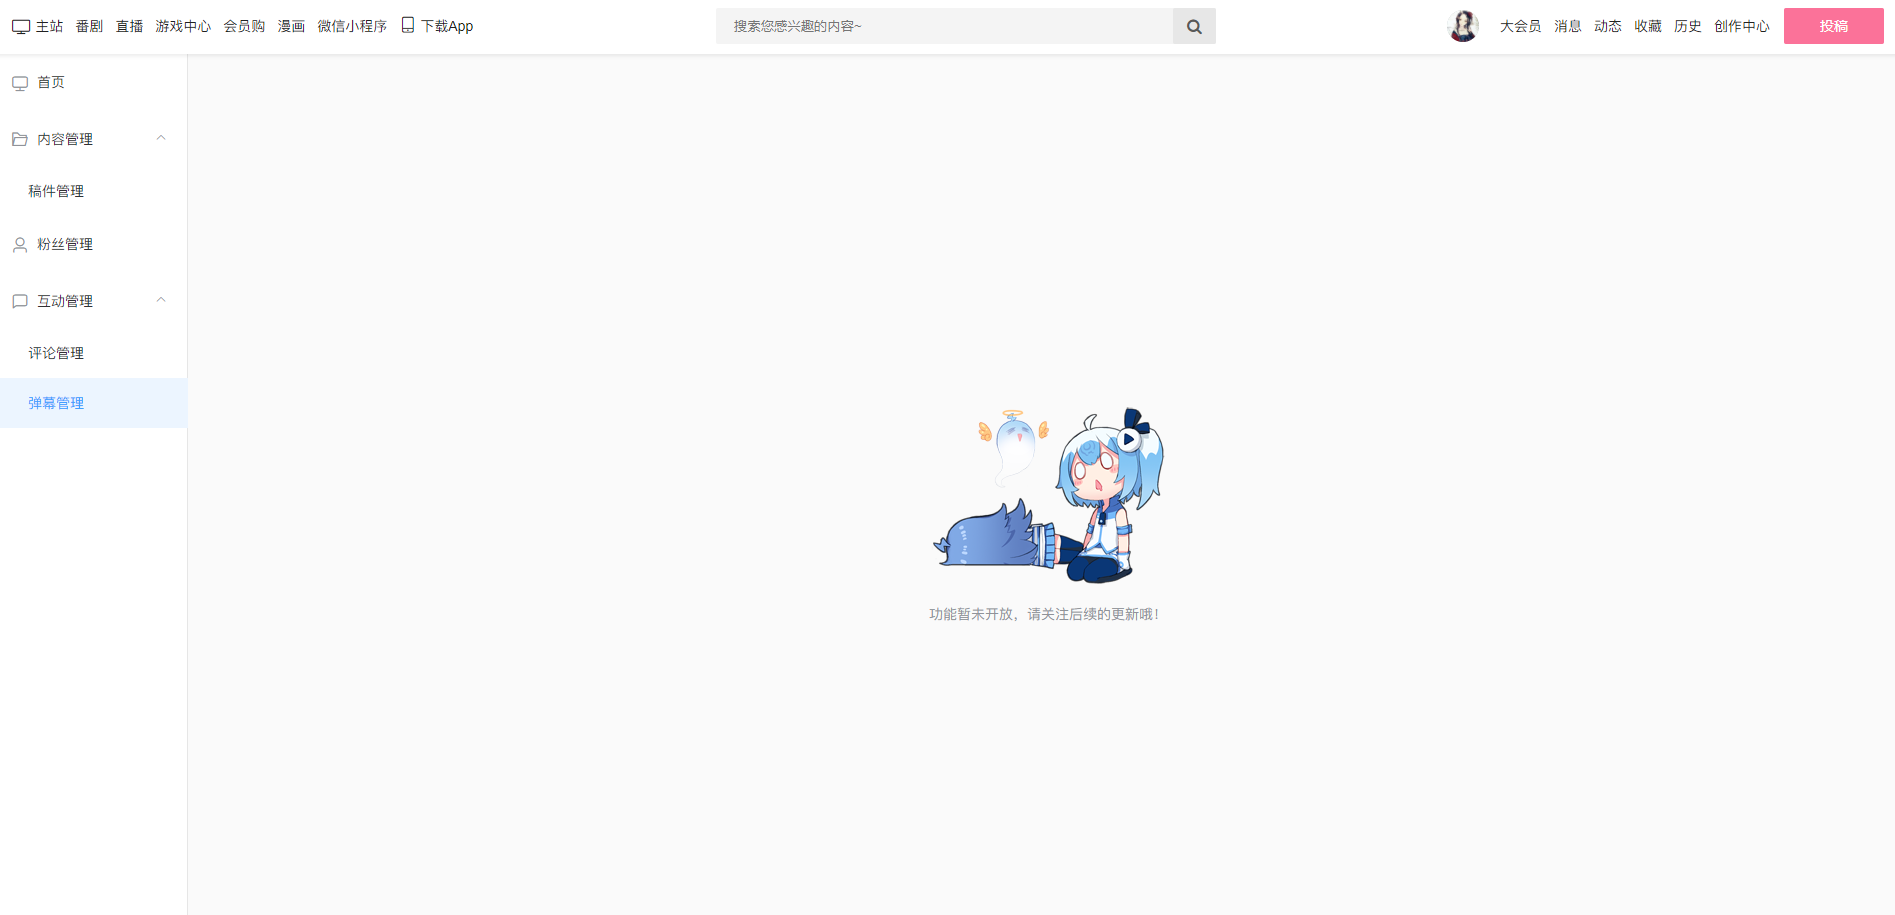 主站 番剧 直播 游戏中心 会员购 漫画 微信小程序 下载App 搜索您感兴趣的内容~ 大会员 消息 动态 收藏 历史 创作中心 投稿
首页
内容管理
稿件管理
粉丝管理
互动管理
评论管理
弹幕管理
功能暂未开放，请关注后续的更新哦！